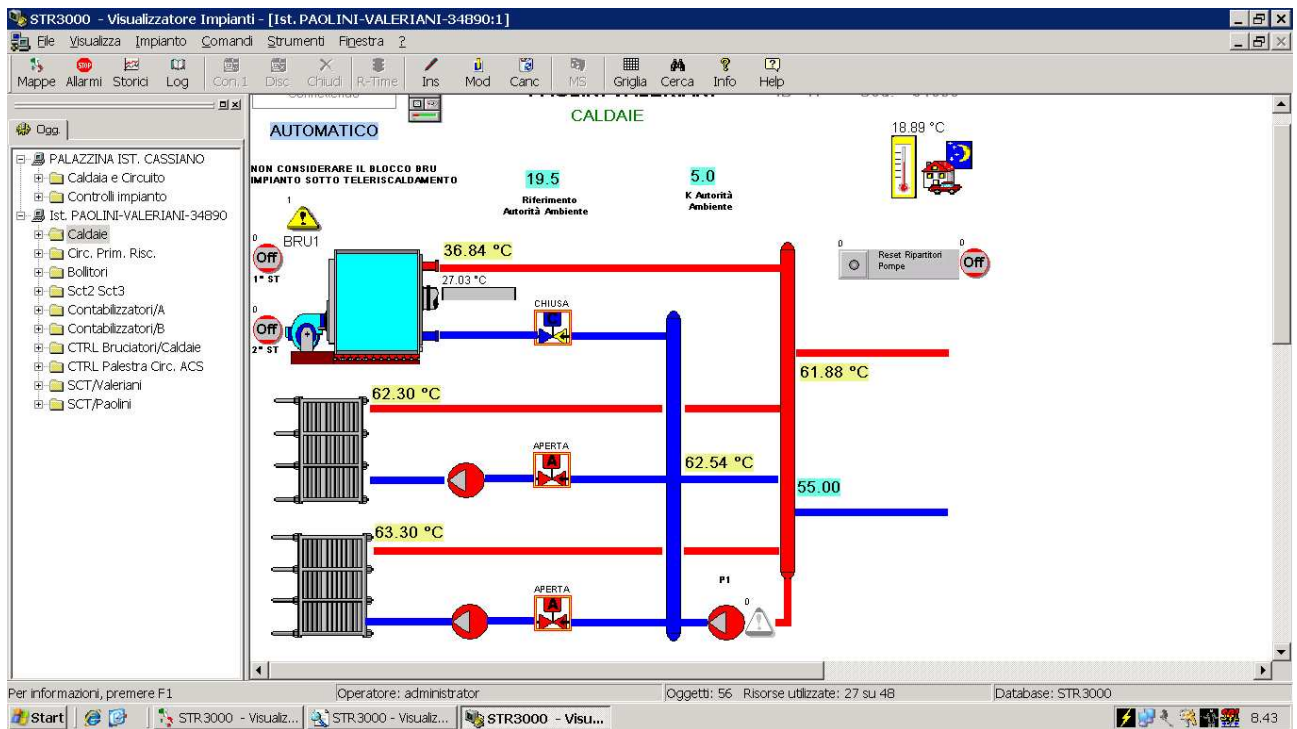 STR3000 - Visualizzatore Impianti - [Ist. PAOLINI-VALERIANI-34890:1]
File Visualizza Impianto Comandi Strumenti Finestra ?
Mappe Allarmi Storici Log Con.1 Disc Chiudi R-Time Ins Mod Canc MS Griglia Cerca Info Help
Ogg.
PALAZZINA IST. CASSIANO
Caldaia e Circuito
Controlli impianto
Ist. PAOLINI-VALERIANI-34890
Caldaie
Circ. Prim. Risc.
Bollitori
Sct2 Sct3
Contabilizzatori/A
Contabilizzatori/B
CTRL Bruciatori/Caldaie
CTRL Palestra Circ. ACS
SCT/Valeriani
SCT/Paolini
CALDAIE
AUTOMATICO
18.89 °C
NON CONSIDERARE IL BLOCCO BRU
IMPIANTO SOTTO TELERISCALDAMENTO
19.5
Riferimento
Autorità Ambiente
5.0
K Autorità
Ambiente
1
BRU1
0
Off
1° ST
36.84 °C
27.03 °C
0
Reset Ripartitori
Pompe
0
Off
0
Off
2° ST
CHIUSA
C
61.88 °C
62.30 °C
APERTA
A
62.54 °C
55.00
63.30 °C
APERTA
A
P1
0
Per informazioni, premere F1
Operatore: administrator
Oggetti: 56 Risorse utilizzate: 27 su 48
Database: STR3000
Start
STR3000 - Visualiz...
STR3000 - Visualiz...
STR3000 - Visu...
8.43